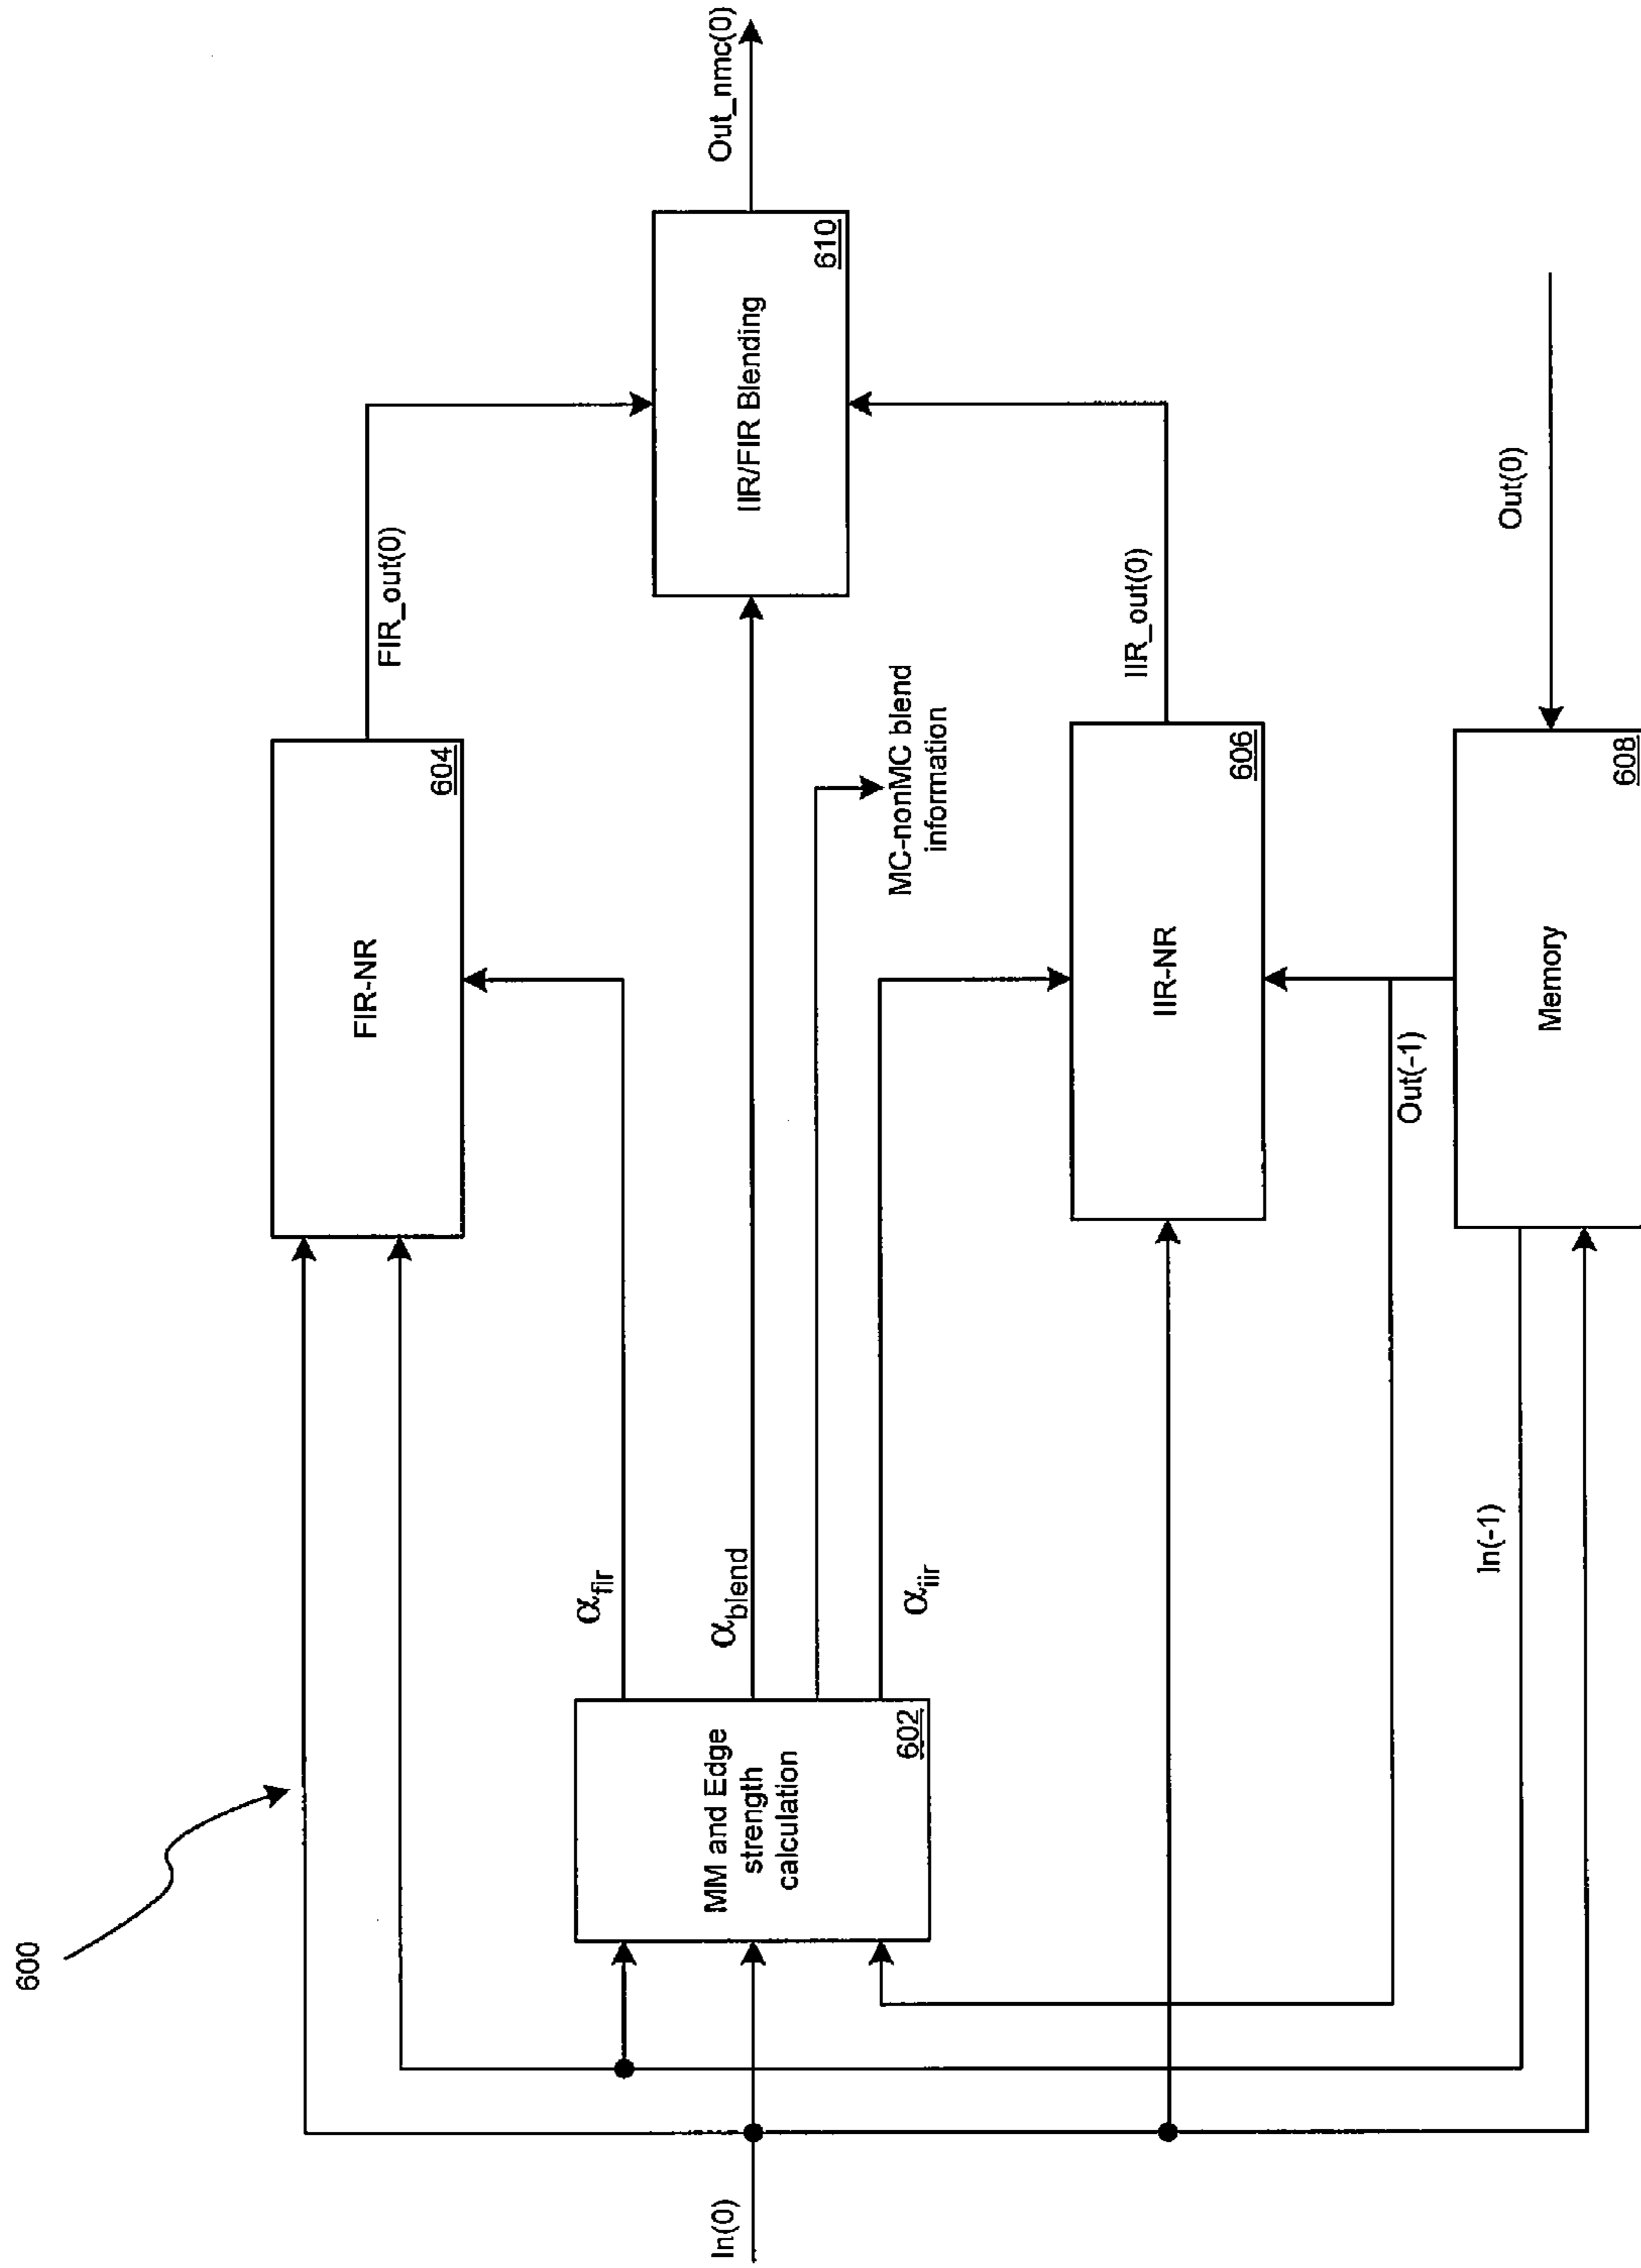 600
In(0)
MM and Edge
strength
calculation
602
αfir
αblend
αiir
In(-1)
FIR-NR
604
MC-nonMC blend
information
IIR-NR
606
Out(-1)
Memory
608
FIR_out(0)
IIR_out(0)
IIR/FIR Blending
610
Out_nmc(0)
Out(0)